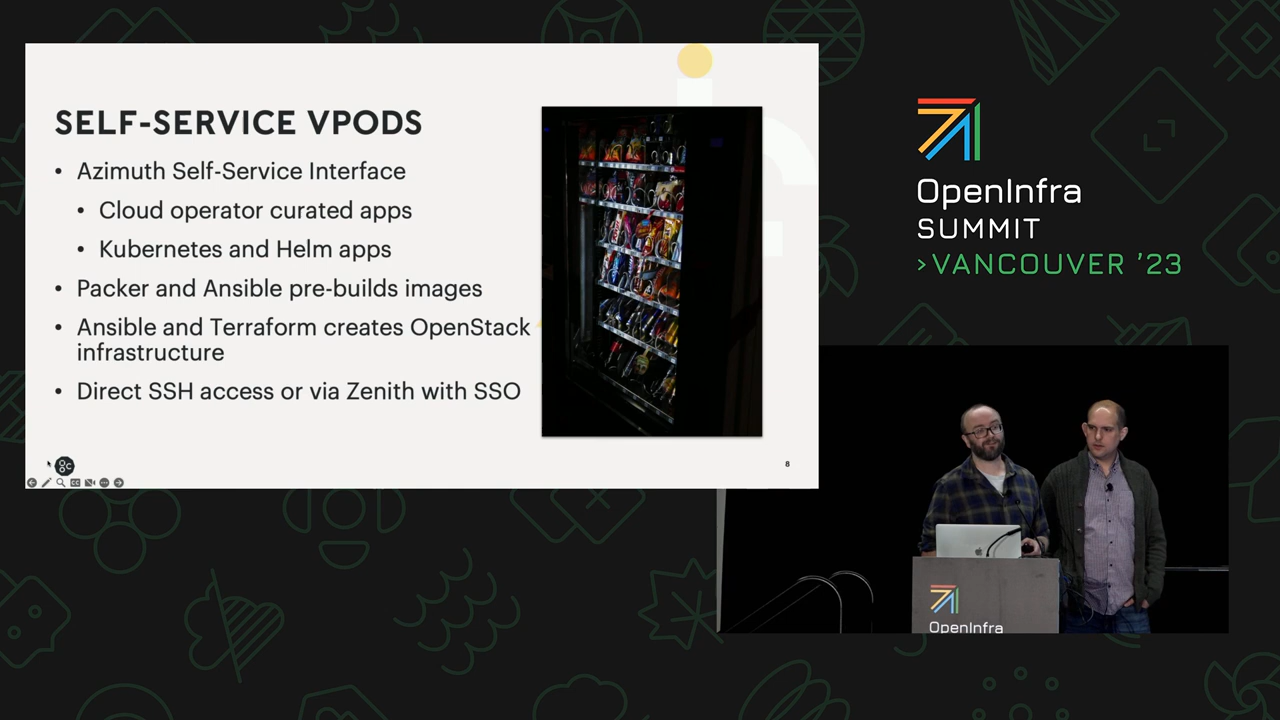 SELF-SERVICE VPODS
• Azimuth Self-Service Interface
• Cloud operator curated apps
• Kubernetes and Helm apps
• Packer and Ansible pre-builds images
• Ansible and Terraform creates OpenStack
infrastructure
• Direct SSH access or via Zenith with SSO
8
OpenInfra
SUMMIT
>VANCOUVER ’23
OpenInfra